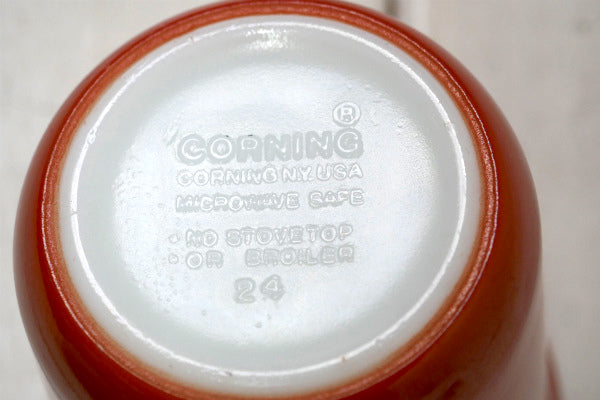 ®
CORNING
CORNING N.Y. USA
MICROWAVE SAFE
• NO STOVETOP
• OR BROILER
24